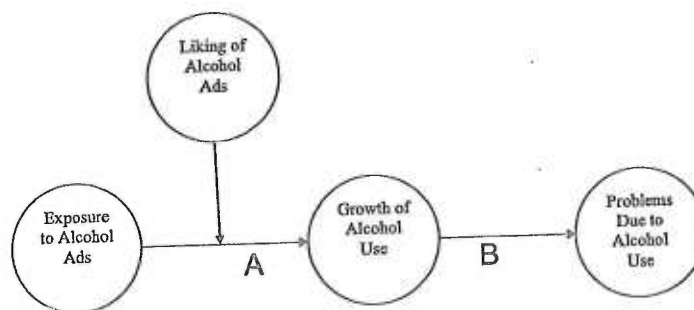 Liking of
Alcohol
Ads
Exposure
to Alcohol
Ads
A
Growth of
Alcohol
Use
B
Problems
Due to
Alcohol
Use